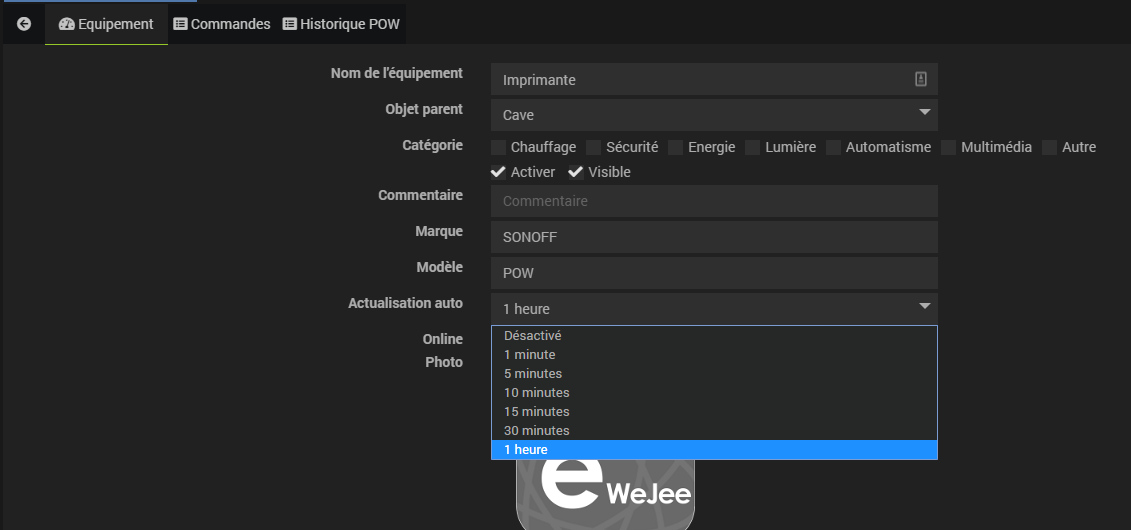 Equipement Commandes Historique POW
Nom de l'équipement Imprimante
Objet parent Cave
Catégorie Chauffage Sécurité Energie Lumière Automatisme Multimédia Autre
Activer Visible
Commentaire Commentaire
Marque SONOFF
Modèle POW
Actualisation auto 1 heure
Online Désactivé
1 minute
Photo
5 minutes
10 minutes
15 minutes
30 minutes
1 heure
e WeJee